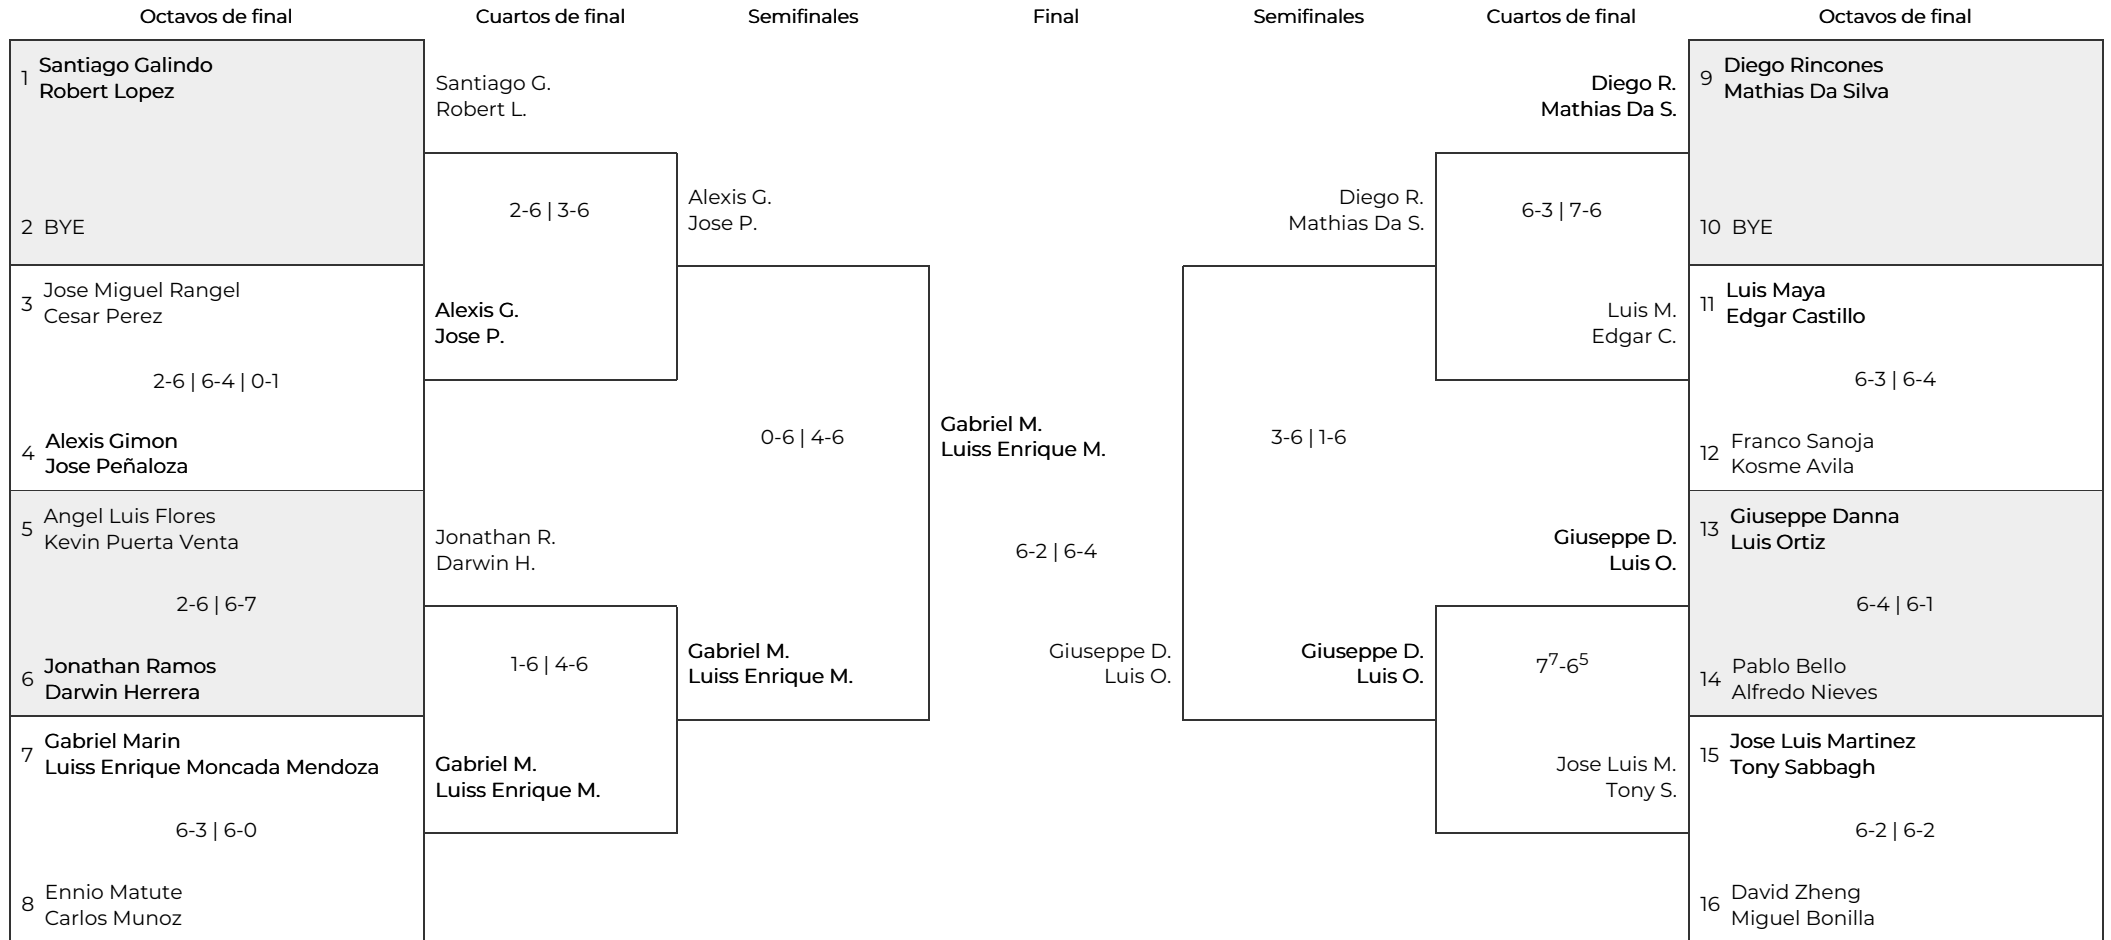 Octavos de final
Cuartos de final
Semifinales
Final
Semifinales
Cuartos de final
Octavos de final
1
Santiago Galindo
Robert Lopez
2 BYE
3
Jose Miguel Rangel
Cesar Perez
2-6 | 6-4 | 0-1
4
Alexis Gimon
Jose Peñaloza
5
Angel Luis Flores
Kevin Puerta Venta
2-6 | 6-7
6
Jonathan Ramos
Darwin Herrera
7
Gabriel Marin
Luiss Enrique Moncada Mendoza
6-3 | 6-0
8
Ennio Matute
Carlos Munoz
Santiago G.
Robert L.
2-6 | 3-6
Alexis G.
Jose P.
Jonathan R.
Darwin H.
1-6 | 4-6
Gabriel M.
Luiss Enrique M.
Alexis G.
Jose P.
0-6 | 4-6
Gabriel M.
Luiss Enrique M.
Gabriel M.
Luiss Enrique M.
6-2 | 6-4
Giuseppe D.
Luis O.
Diego R.
Mathias Da S.
3-6 | 1-6
Giuseppe D.
Luis O.
Diego R.
Mathias Da S.
6-3 | 7-6
Luis M.
Edgar C.
Giuseppe D.
Luis O.
7⁷-6⁵
Jose Luis M.
Tony S.
9
Diego Rincones
Mathias Da Silva
10 BYE
11
Luis Maya
Edgar Castillo
6-3 | 6-4
12
Franco Sanoja
Kosme Avila
13
Giuseppe Danna
Luis Ortiz
6-4 | 6-1
14
Pablo Bello
Alfredo Nieves
15
Jose Luis Martinez
Tony Sabbagh
6-2 | 6-2
16
David Zheng
Miguel Bonilla